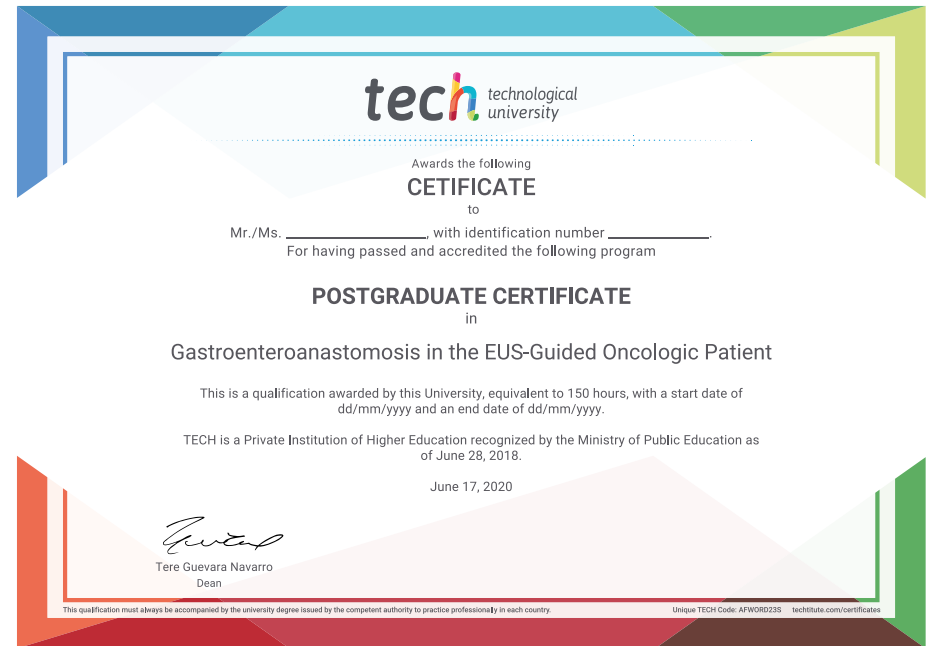 tech technological
university
Awards the following
CETIFICATE
to
Mr./Ms. ____________________, with identification number ______________.
For having passed and accredited the following program
POSTGRADUATE CERTIFICATE
in
Gastroenteroanastomosis in the EUS-Guided Oncologic Patient
This is a qualification awarded by this University, equivalent to 150 hours, with a start date of
dd/mm/yyyy and an end date of dd/mm/yyyy.
TECH is a Private Institution of Higher Education recognized by the Ministry of Public Education as
of June 28, 2018.
June 17, 2020
Tere Guevara Navarro
Dean
This qualification must always be accompanied by the university degree issued by the competent authority to practice professionally in each country. Unique TECH Code: AFWORD23S techtitute.com/certificates